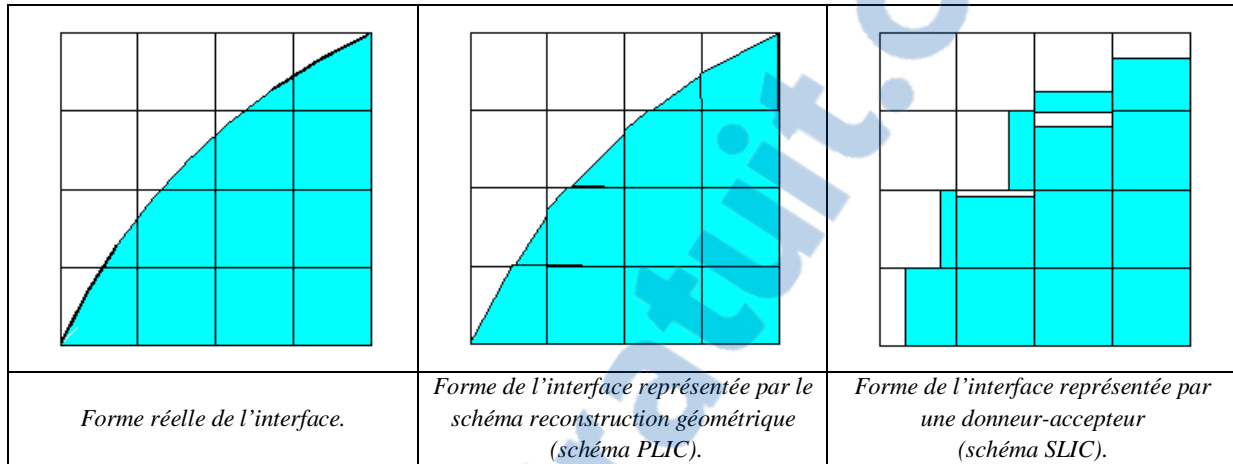 Forme réelle de l'interface.
Forme de l'interface représentée par le
schéma reconstruction géométrique
(schéma PLIC).
Forme de l'interface représentée par
une donneur-accepteur
(schéma SLIC).
ratuit.c